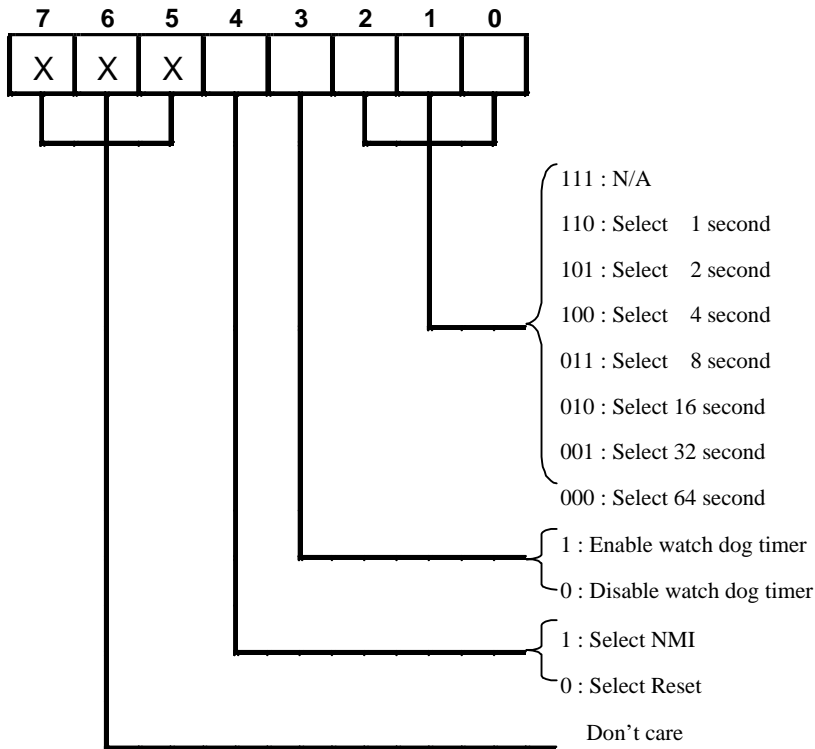 7 6 5 4 3 2 1 0
X X X
111 : N/A
110 : Select 1 second
101 : Select 2 second
100 : Select 4 second
011 : Select 8 second
010 : Select 16 second
001 : Select 32 second
000 : Select 64 second
1 : Enable watch dog timer
0 : Disable watch dog timer
1 : Select NMI
0 : Select Reset
Don’t care